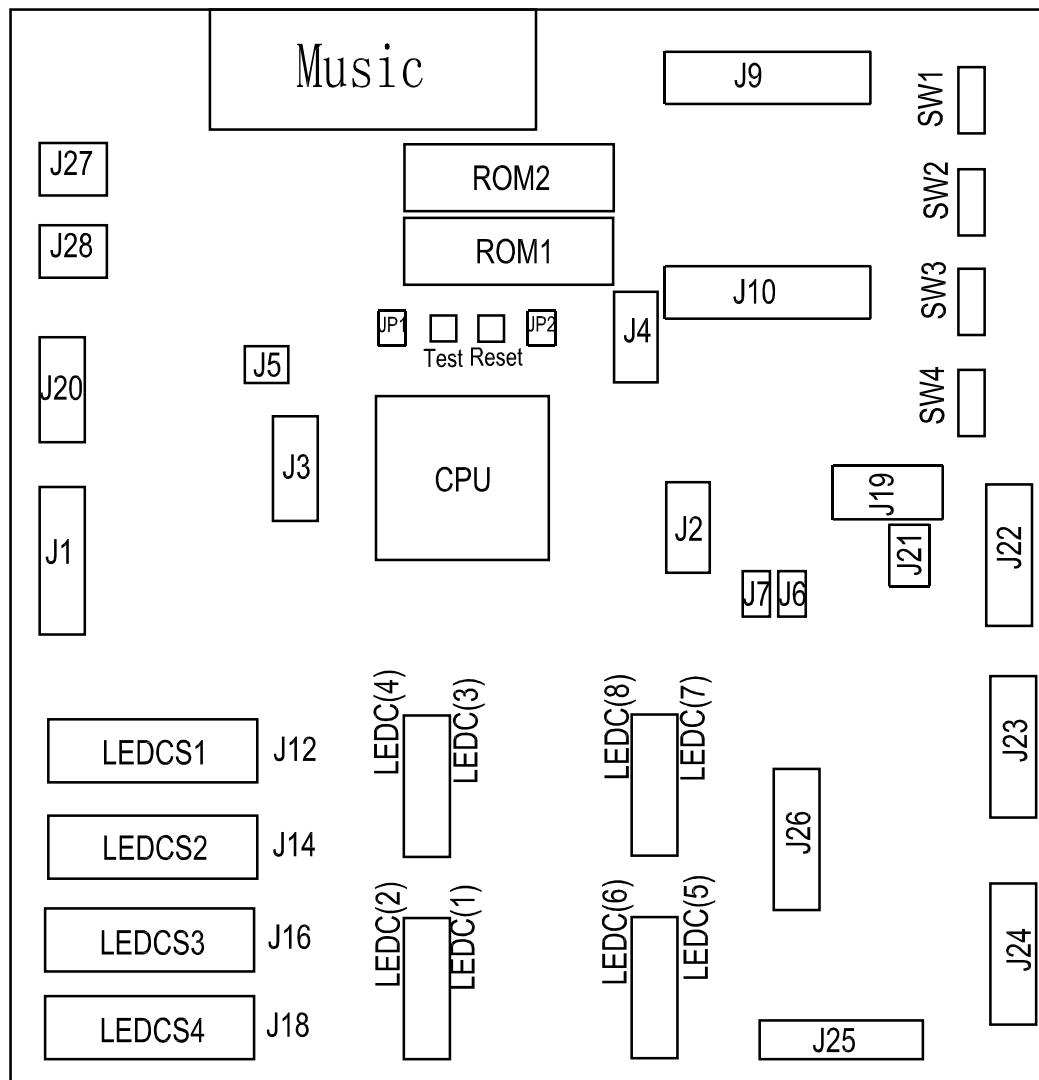 Music
J9
SW1
J27
ROM2
SW2
J28
ROM1
J10
SW3
JP1
JP2
J4
Test Reset
J5
J20
SW4
J3
CPU
J19
J2
J1
J21
J22
J7
J6
LEDC(4)
LEDC(3)
LEDC(8)
LEDC(7)
LEDCS1
J12
J23
LEDCS2
J14
J26
LEDC(2)
LEDC(1)
LEDC(6)
LEDC(5)
LEDCS3
J16
J24
LEDCS4
J18
J25